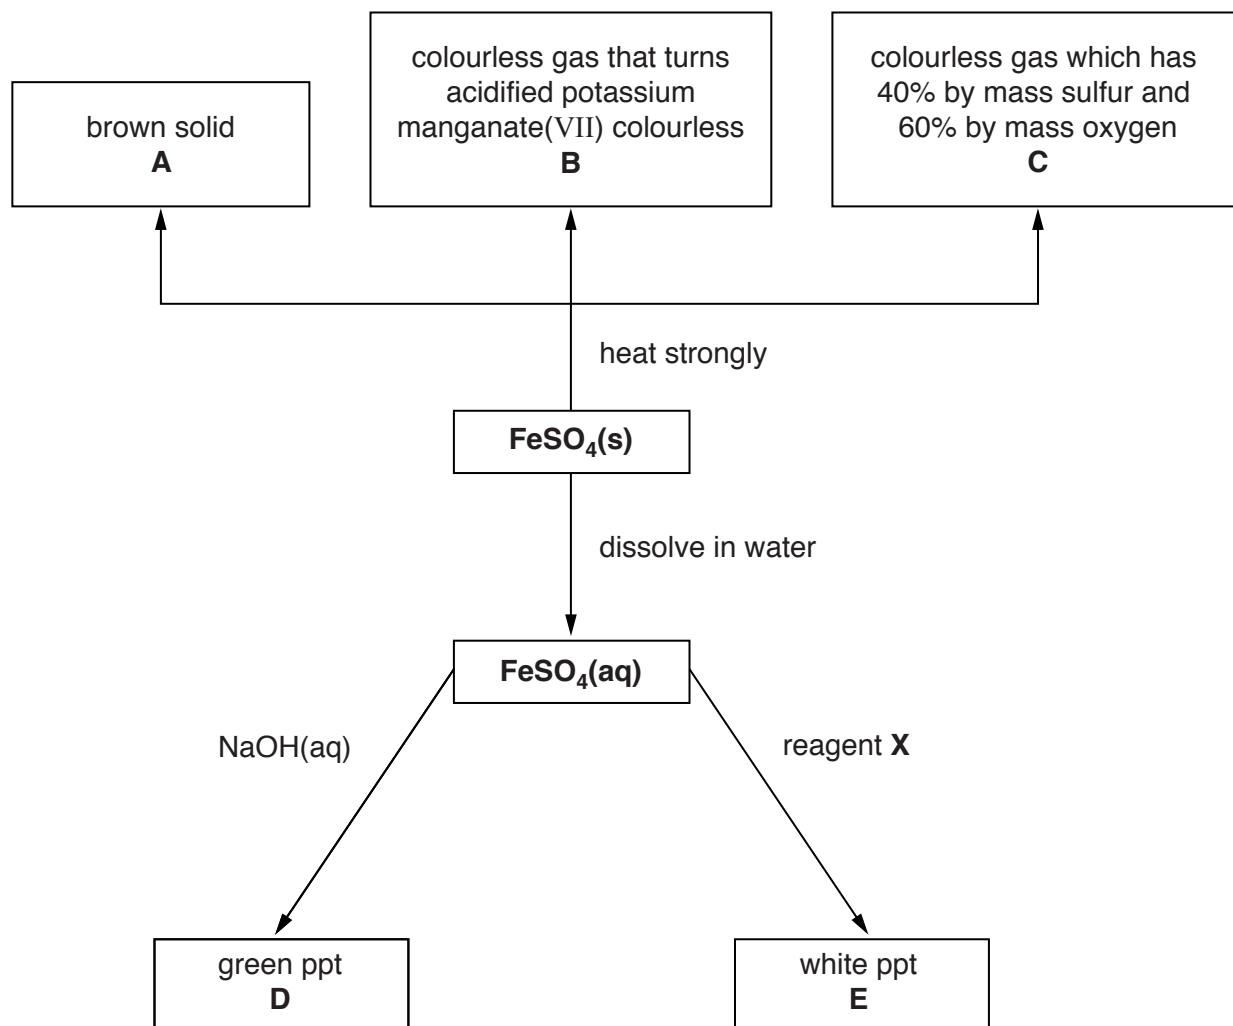 brown solid
A
colourless gas that turns
acidified potassium
manganate(VII) colourless
B
colourless gas which has
40% by mass sulfur and
60% by mass oxygen
C
heat strongly
FeSO₄(s)
dissolve in water
FeSO₄(aq)
NaOH(aq)
reagent X
green ppt
D
white ppt
E